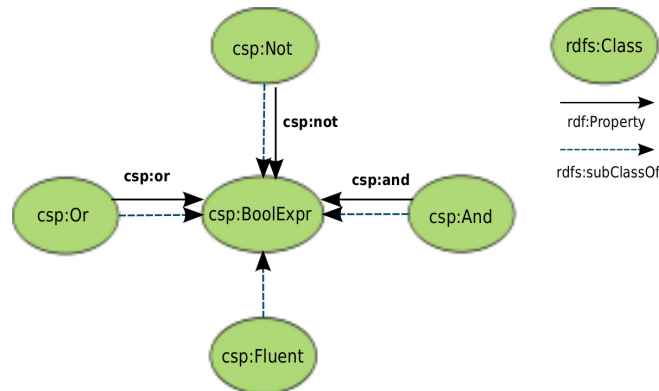 csp:Not
rdfs:Class
csp:not
rdf:Property
rdfs:subClassOf
csp:or
csp:and
csp:Or
csp:BoolExpr
csp:And
csp:Fluent